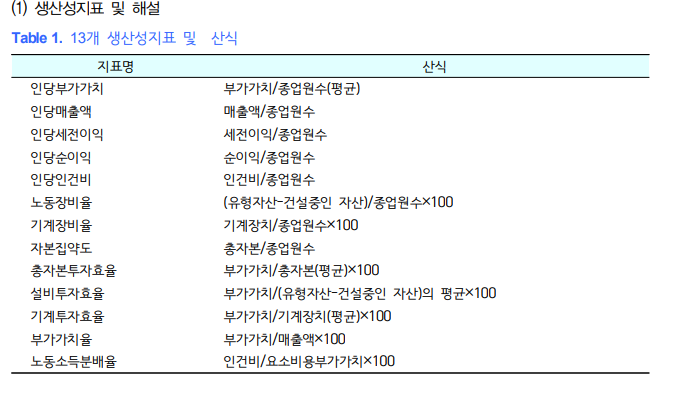 (1) 생산성지표 및 해설
Table 1. 13개 생산성지표 및 산식
지표명 산식
인당부가가치 부가가치/종업원수(평균)
인당매출액 매출액/종업원수
인당세전이익 세전이익/종업원수
인당순이익 순이익/종업원수
인당인건비 인건비/종업원수
노동장비율 (유형자산-건설중인 자산)/종업원수×100
기계장비율 기계장치/종업원수×100
자본집약도 총자본/종업원수
총자본투자효율 부가가치/총자본(평균)×100
설비투자효율 부가가치/(유형자산-건설중인 자산)의 평균×100
기계투자효율 부가가치/기계장치(평균)×100
부가가치율 부가가치/매출액×100
노동소득분배율 인건비/요소비용부가가치×100